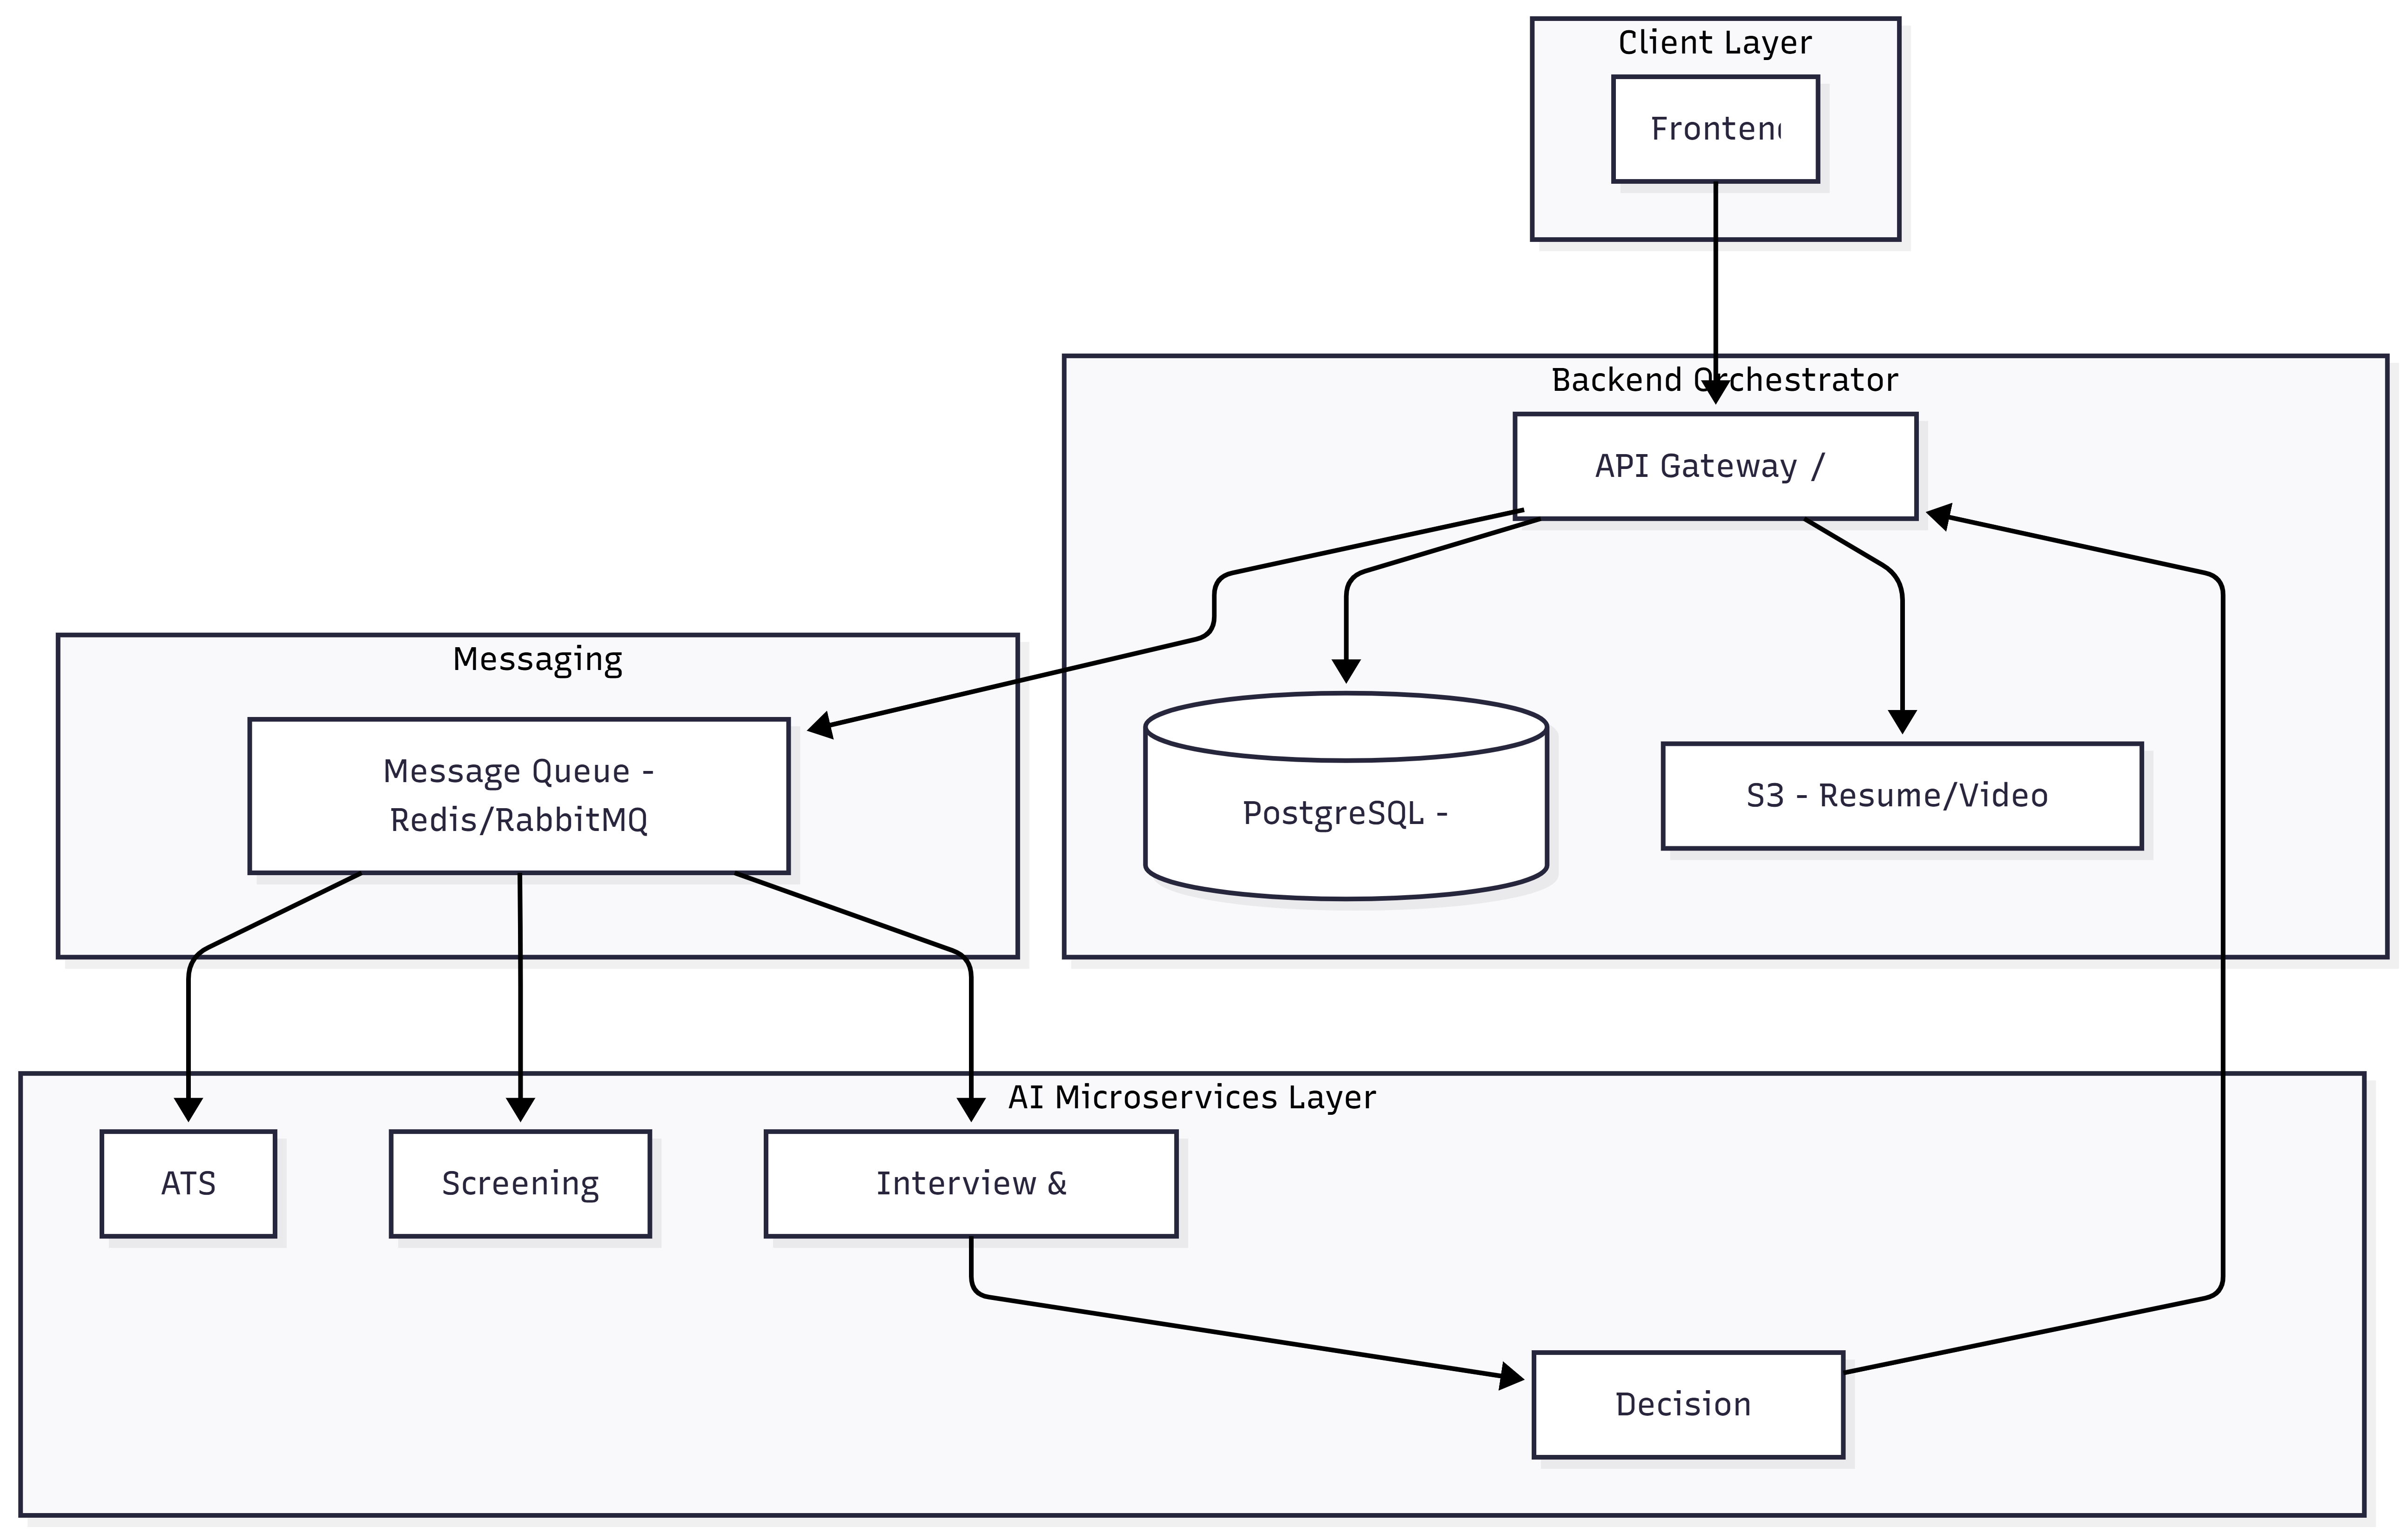 Client Layer
Fronten
Backend Orchestrator
API Gateway /
Messaging
Message Queue -
Redis/RabbitMQ
PostgreSQL -
S3 - Resume/Video
AI Microservices Layer
ATS
Screening
Interview &
Decision